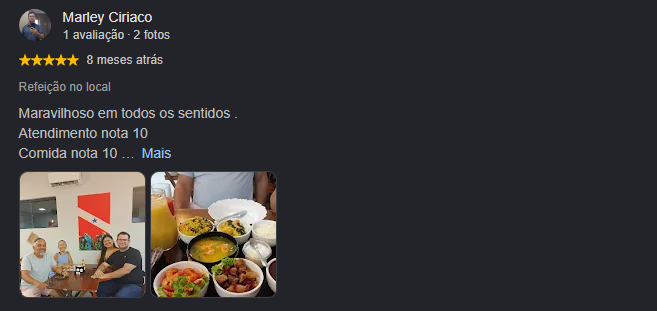 Marley Ciriaco
1 avaliação · 2 fotos
8 meses atrás
Refeição no local
Maravilhoso em todos os sentidos .
Atendimento nota 10
Comida nota 10 … Mais